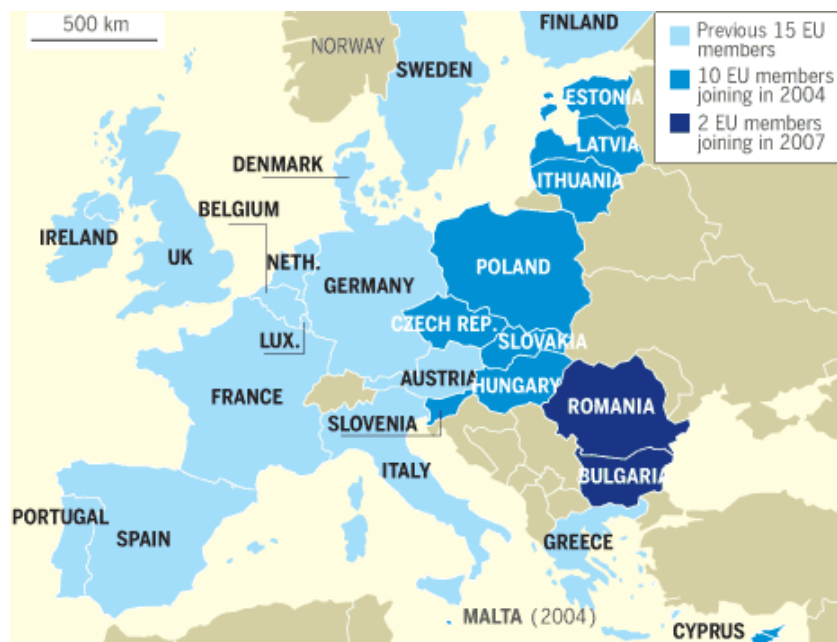 500 km
NORWAY
FINLAND
SWEDEN
Previous 15 EU
members
10 EU members
joining in 2004
2 EU members
joining in 2007
ESTONIA
LATVIA
LITHUANIA
DENMARK
BELGIUM
IRELAND
UK
NETH.
GERMANY
POLAND
LUX.
CZECH REP.
SLOVAKIA
FRANCE
AUSTRIA
HUNGARY
ROMANIA
SLOVENIA
ITALY
BULGARIA
PORTUGAL
SPAIN
GREECE
MALTA (2004)
CYPRUS